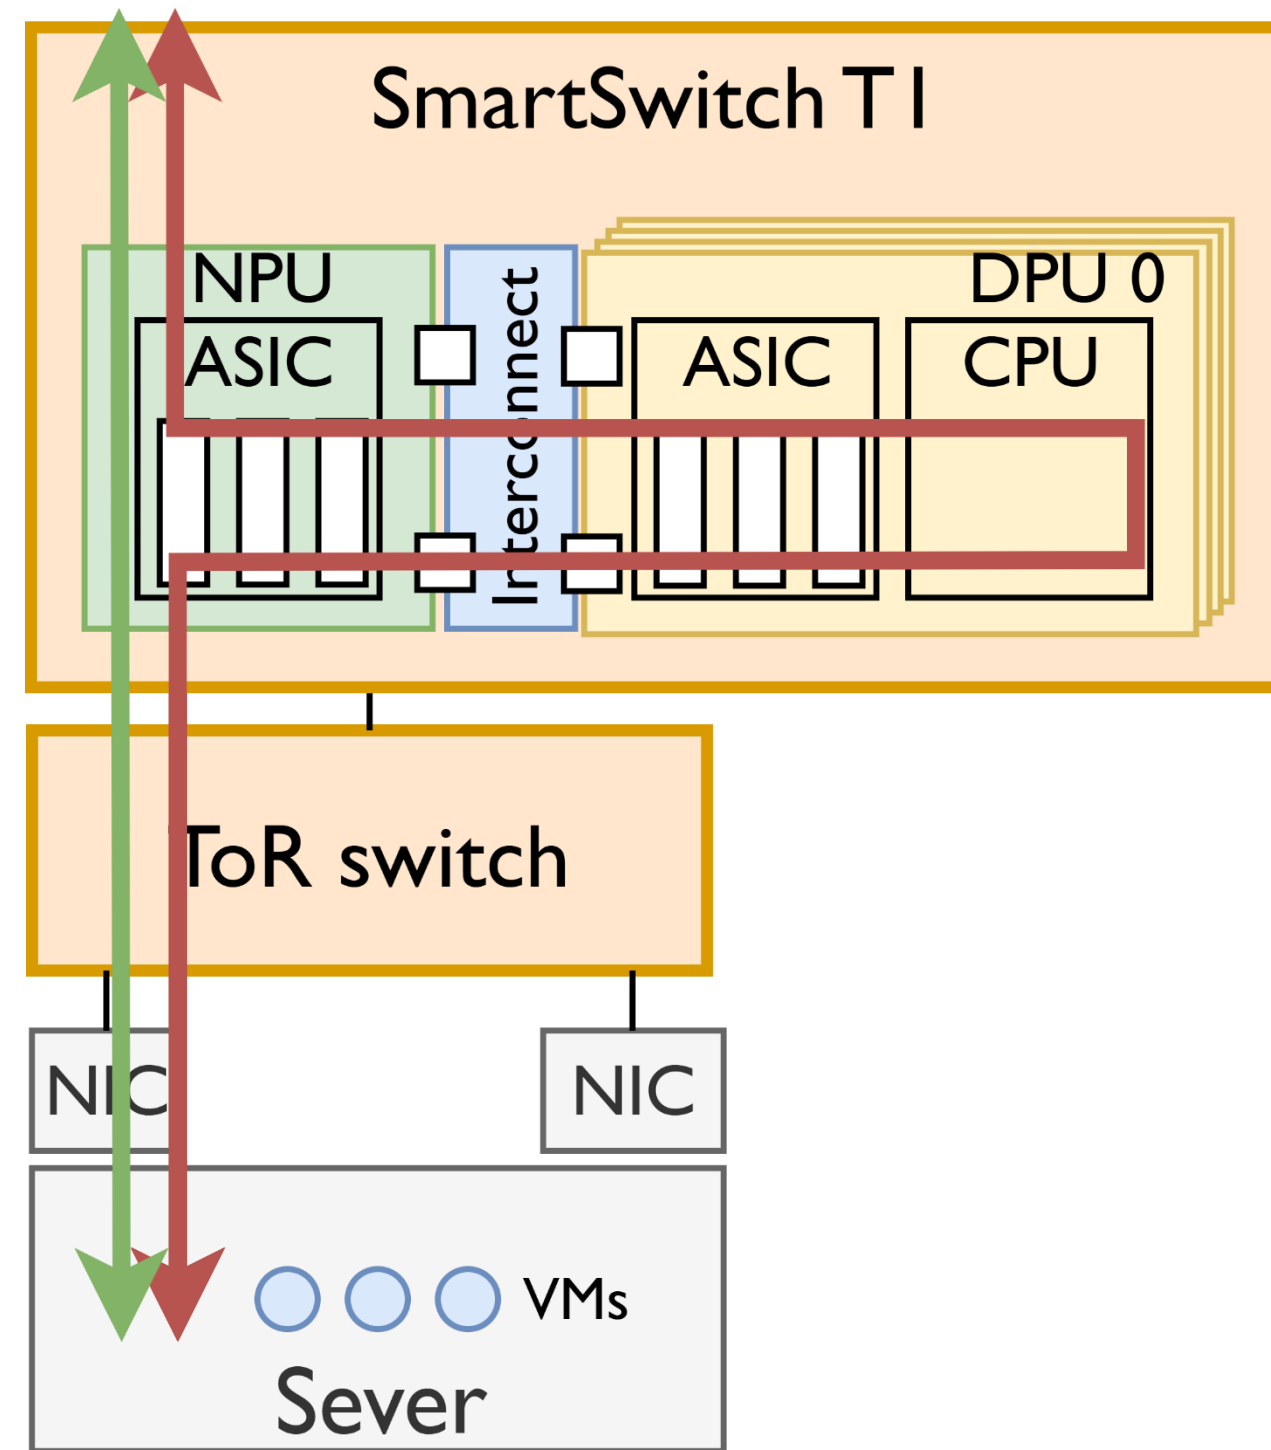 SmartSwitch T1
NPU
ASIC
Interconnect
DPU 0
ASIC
CPU
ToR switch
NIC
NIC
VMs
Sever